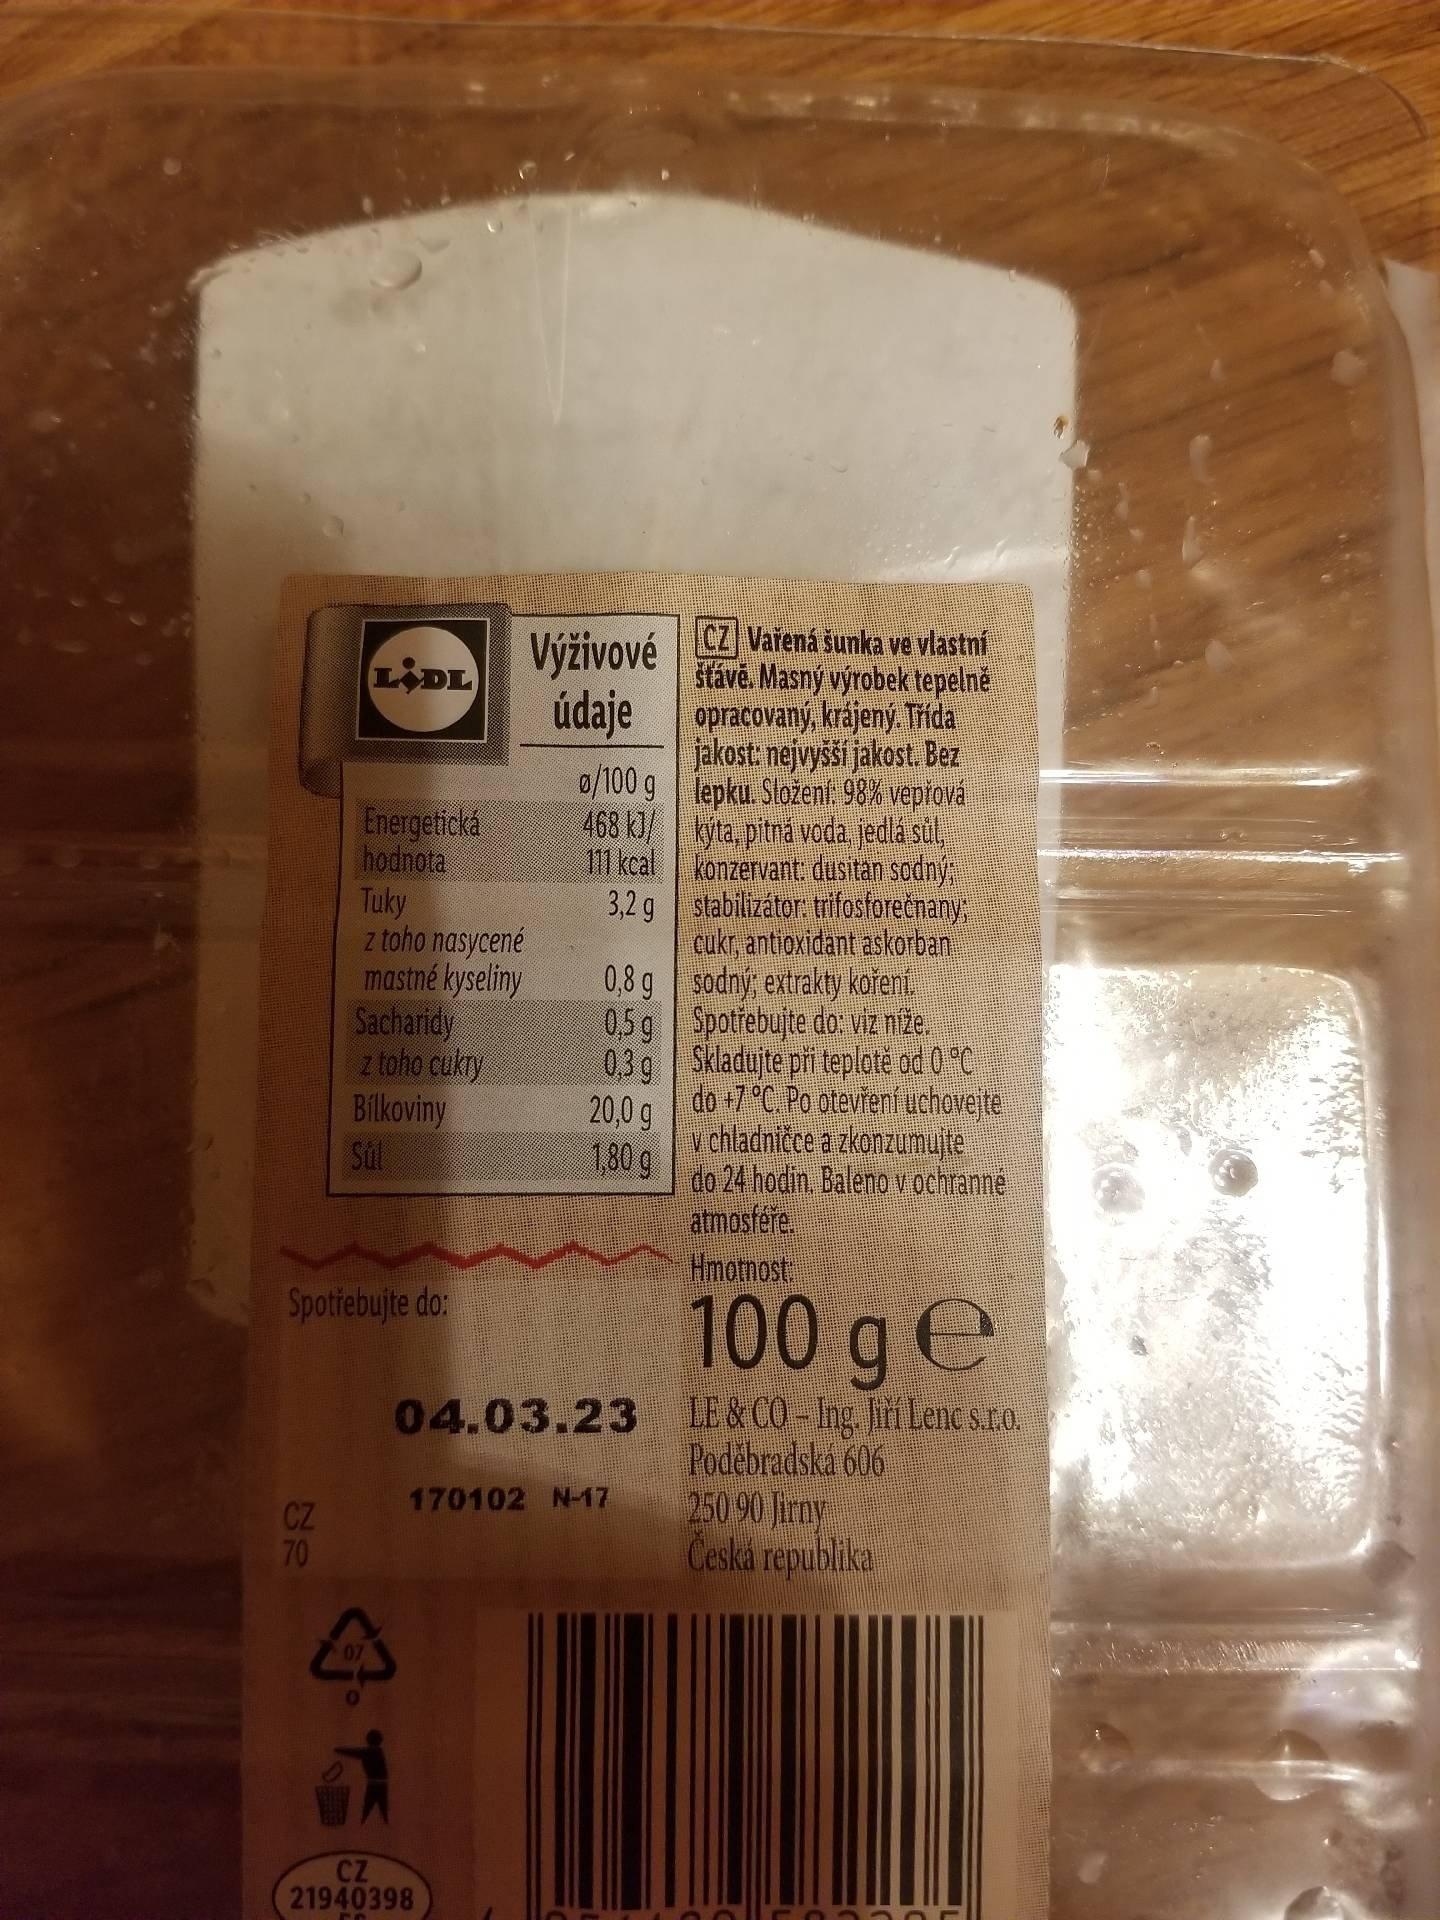 LIDL
Výživové
údaje
ø/100 g
Energetická 468 kJ/
hodnota 111 kcal
Tuky 3,2 g
z toho nasycené
mastné kyseliny 0,8 g
Sacharidy 0,5 g
z toho cukry 0,3 g
Bílkoviny 20,0 g
Sůl 1,80 g
CZ Vařená šunka ve vlastní
šťávě. Masný výrobek tepelně
opracovaný, krájený. Třída
jakost: nejvyšší jakost. Bez
lepku. Složení: 98% vepřová
kýta, pitná voda, jedlá sůl,
konzervant: dusitan sodný;
stabilizátor: trifosforečnany;
cukr, antioxidant askorban
sodný; extrakty koření.
Spotřebujte do: viz níže.
Skladujte při teplotě od 0 °C
do +7 °C. Po otevření uchovejte
v chladničce a zkonzumujte
do 24 hodin. Baleno v ochranné
atmosféře.
Hmotnost:
100 g e
LE & CO – Ing. Jiří Lenc s.r.o.
Poděbradská 606
250 90 Jirny
Česká republika
Spotřebujte do:
04.03.23
170102 N-17
CZ
70
07
O
CZ
21940398